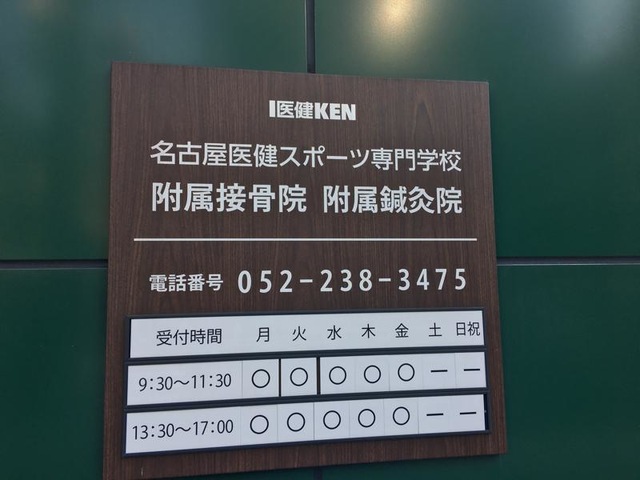 I医健KEN
名古屋医健スポーツ専門学校
附属接骨院 附属鍼灸院
電話番号 052-238-3475
受付時間 月 火 水 木 金 土 日祝
9:30～11:30 ○ ○ ○ ○ ○ ー ー
13:30～17:00 ○ ○ ○ ○ ○ ー ー